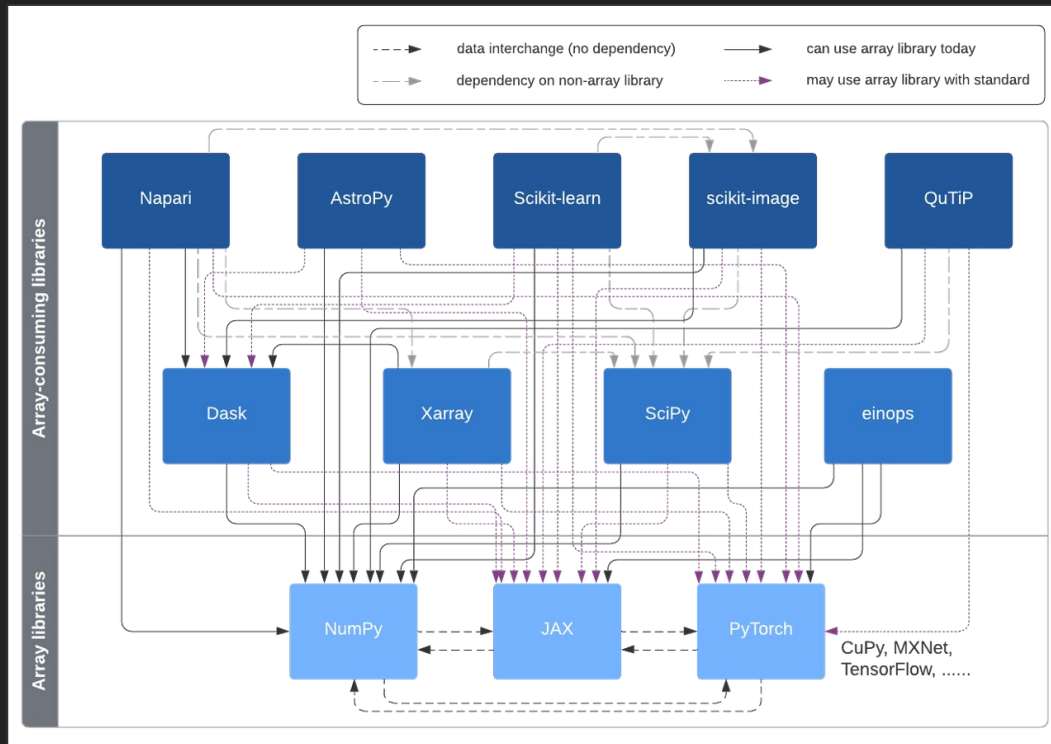 data interchange (no dependency)
can use array library today
dependency on non-array library
may use array library with standard
Array-consuming libraries
Napari
AstroPy
Scikit-learn
scikit-image
QuTiP
Dask
Xarray
SciPy
einops
Array libraries
NumPy
JAX
PyTorch
CuPy, MXNet,
TensorFlow, ......